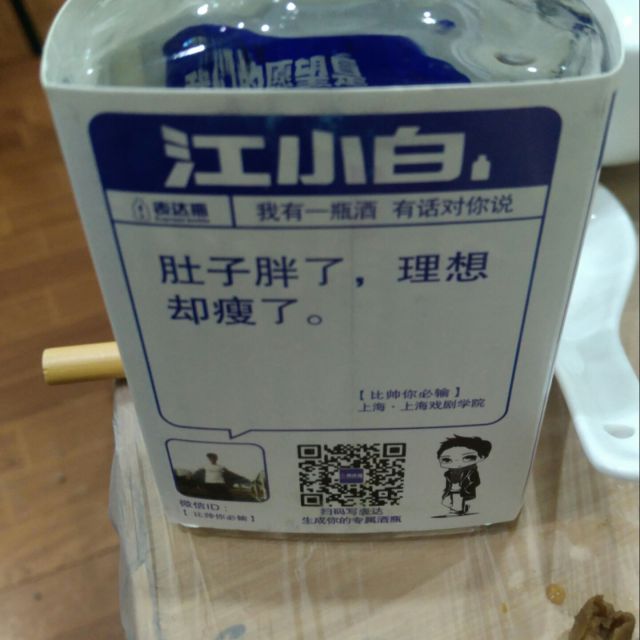 江小白
表达瓶
我有一瓶酒 有话对你说
肚子胖了，理想
却瘦了。
【比帅你必输】
上海·上海戏剧学院
微信ID：
【比帅你必输】
扫码写表达
生成你的专属酒瓶